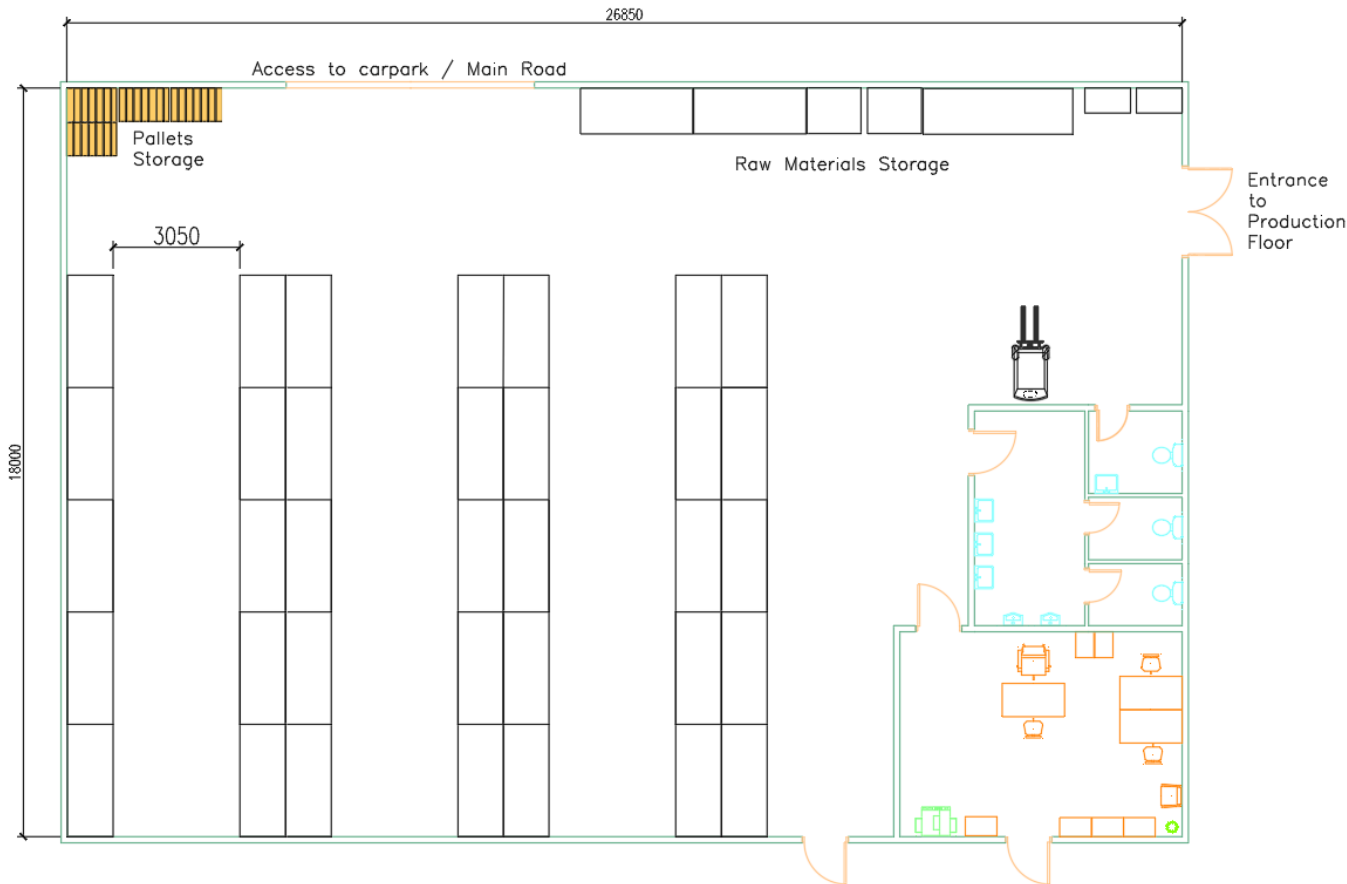 26850
Access to carpark / Main Road
Pallets
Storage
Raw Materials Storage
Entrance
to
Production
Floor
3050
18000